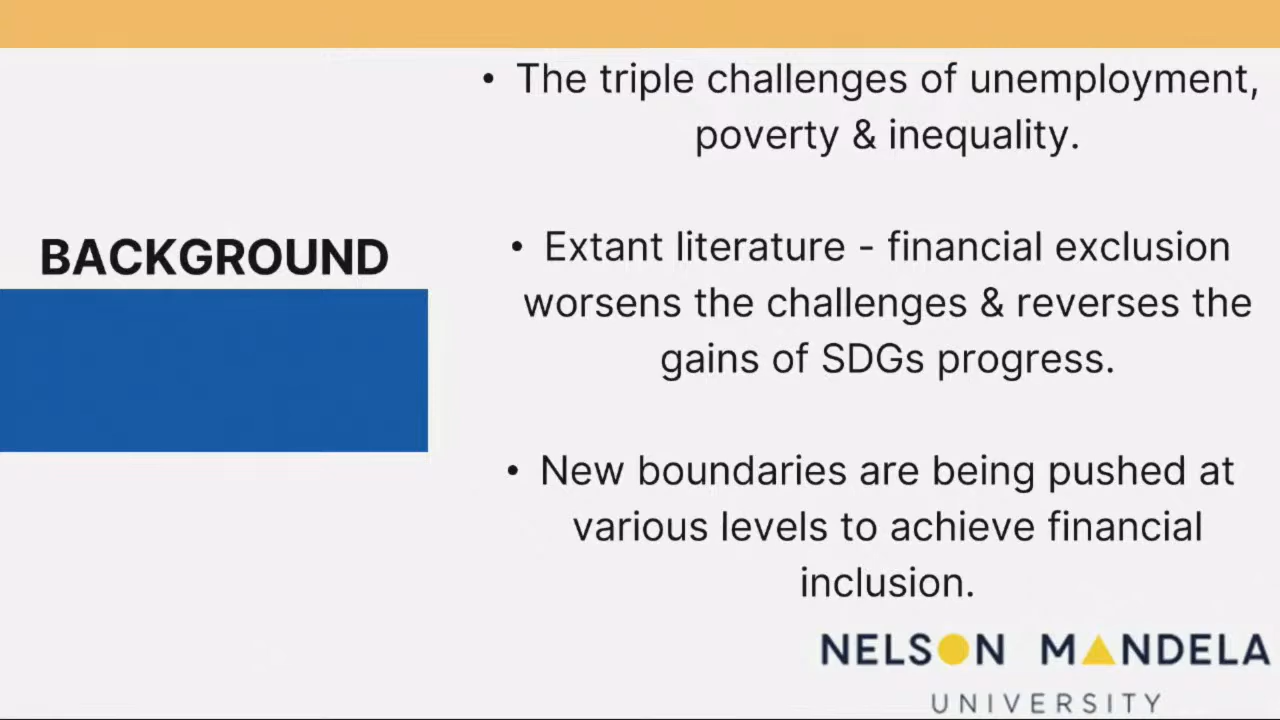 BACKGROUND
• The triple challenges of unemployment,
poverty & inequality.
• Extant literature - financial exclusion
worsens the challenges & reverses the
gains of SDGs progress.
• New boundaries are being pushed at
various levels to achieve financial
inclusion.
NELSON MANDELA
UNIVERSITY